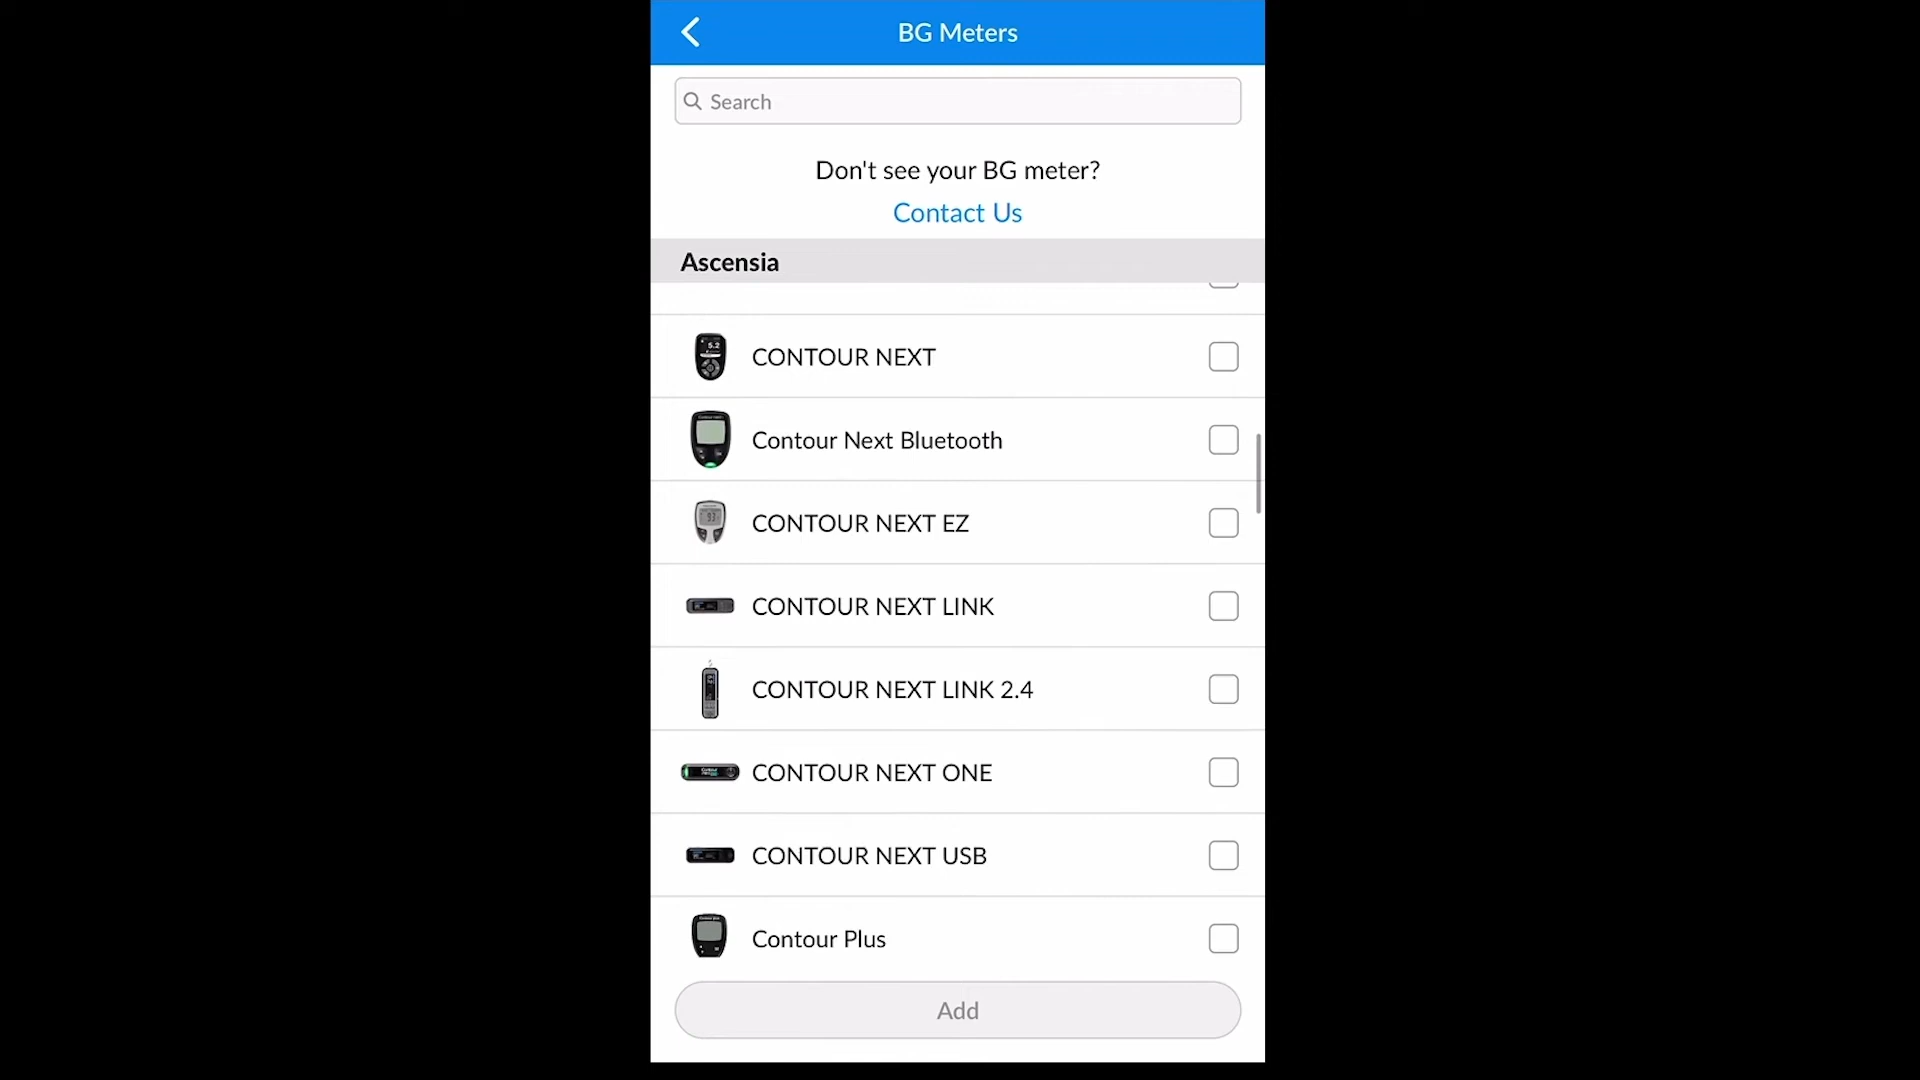 BG Meters
Search
Don't see your BG meter?
Contact Us
Ascensia
CONTOUR NEXT
Contour Next Bluetooth
CONTOUR NEXT EZ
CONTOUR NEXT LINK
CONTOUR NEXT LINK 2.4
CONTOUR NEXT ONE
CONTOUR NEXT USB
Contour Plus
Add